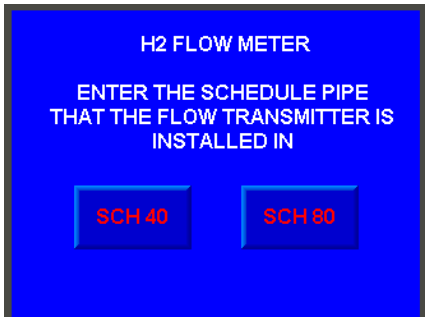 H2 FLOW METER
ENTER THE SCHEDULE PIPE
THAT THE FLOW TRANSMITTER IS
INSTALLED IN
SCH 40 SCH 80